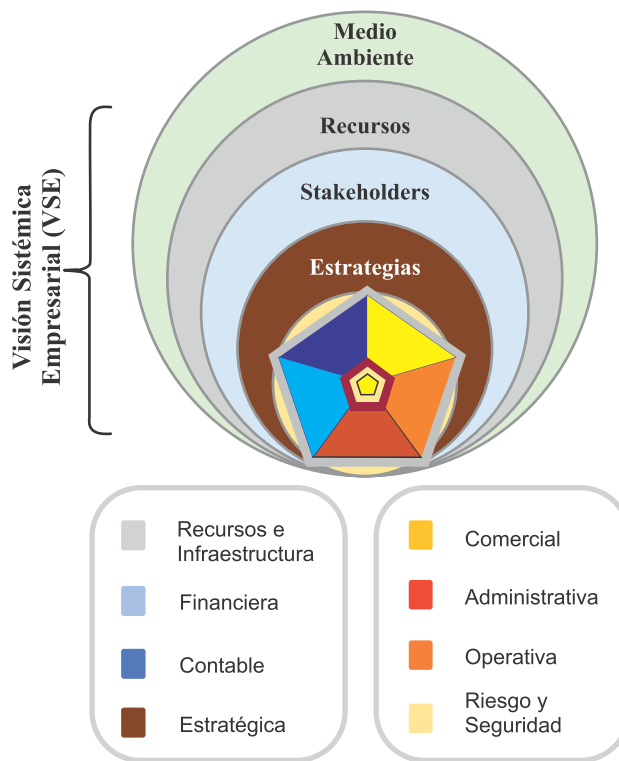 Medio
Ambiente
Recursos
Stakeholders
Estrategias
Visión Sistémica
Empresarial (VSE)
Recursos e
Infraestructura
Financiera
Contable
Estratégica
Comercial
Administrativa
Operativa
Riesgo y
Seguridad